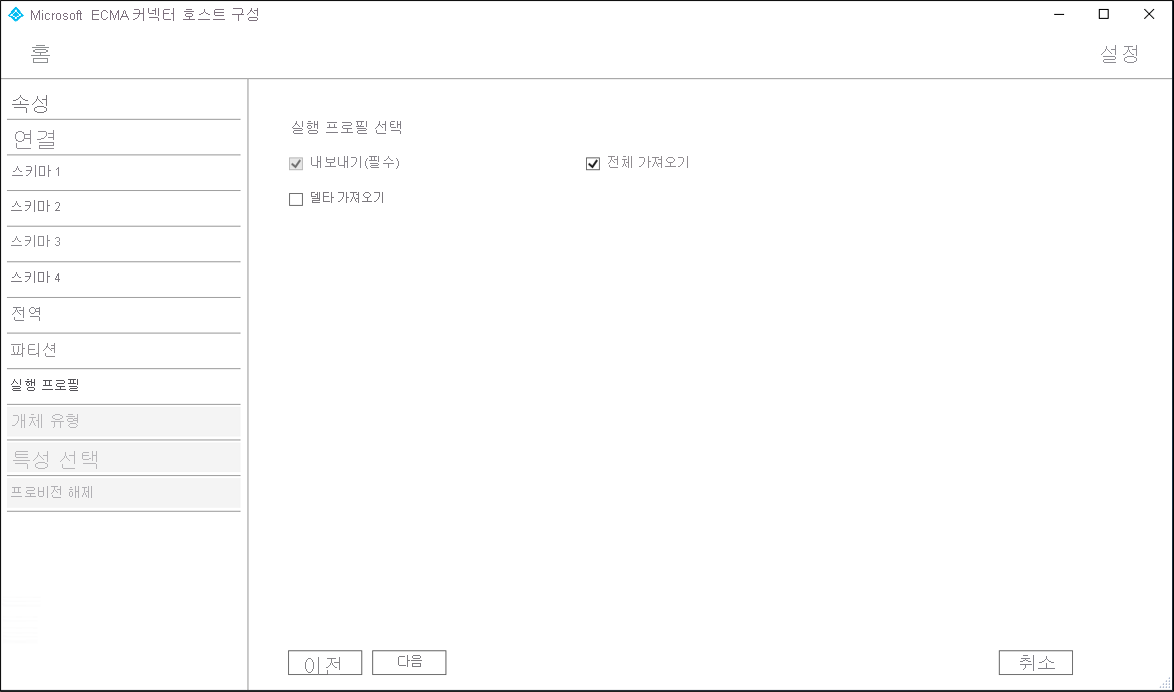 Microsoft ECMA 커넥터 호스트 구성
홈
설정
속성
연결
스키마 1
스키마 2
스키마 3
스키마 4
전역
파티션
실행 프로필
개체 유형
특성 선택
프로비전 해제
실행 프로필 선택
내보내기(필수)
전체 가져오기
델타 가져오기
이전
다음
취소